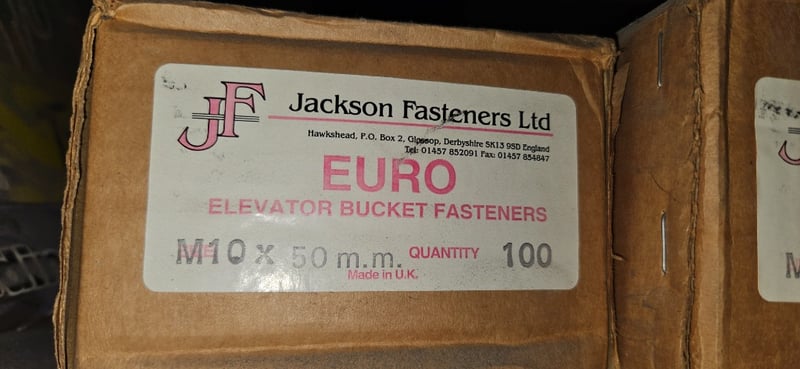 JF Jackson Fasteners Ltd
Hawkshead, P.O. Box 2, Glossop, Derbyshire SK13 9SD England
Tel: 01457 852091 Fax: 01457 854847
EURO
ELEVATOR BUCKET FASTENERS
M10 x 50 m.m. QUANTITY 100
Made in U.K.
M